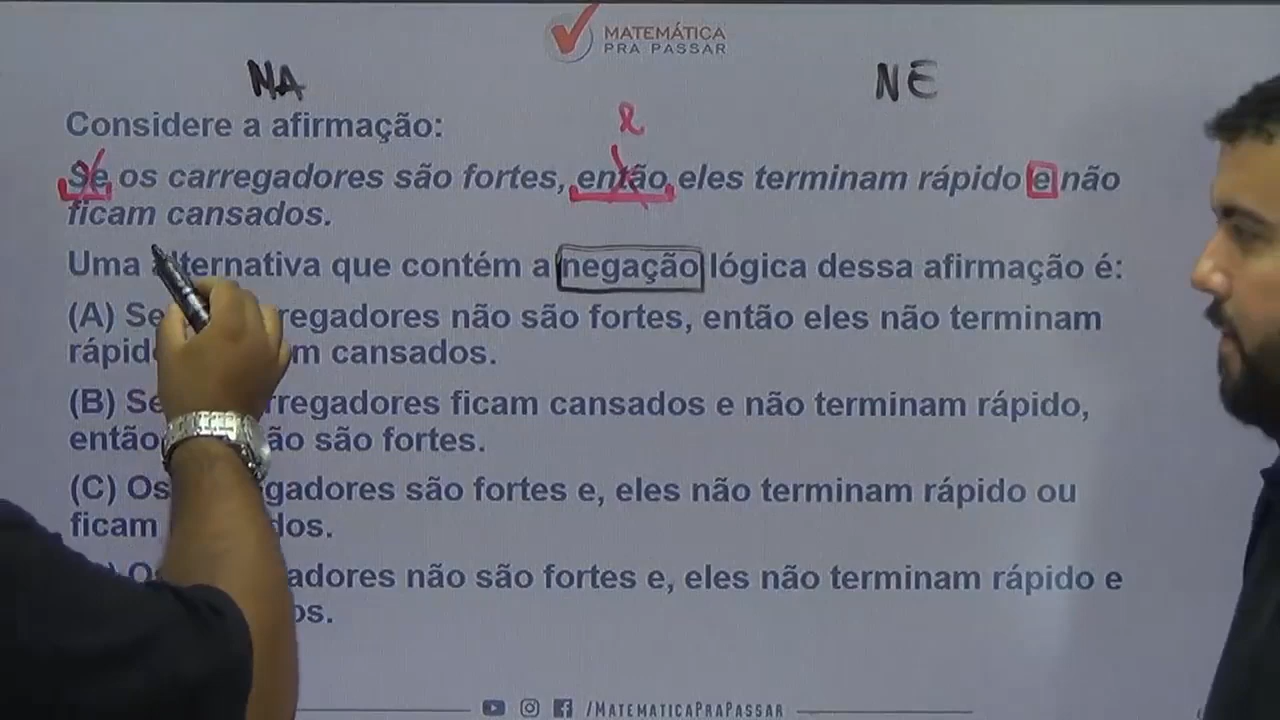 MATEMÁTICA
PRA PASSAR
MA NE
Considere a afirmação:
e
Se os carregadores são fortes, então eles terminam rápido e não
ficam cansados.
Uma alternativa que contém a negação lógica dessa afirmação é:
(A) Se regadores não são fortes, então eles não terminam
rápid m cansados.
(B) Se rregadores ficam cansados e não terminam rápido,
então ão são fortes.
(C) Os gadores são fortes e, eles não terminam rápido ou
ficam dos.
O adores não são fortes e, eles não terminam rápido e
os.
/MATEMATICAPRAPASSAR